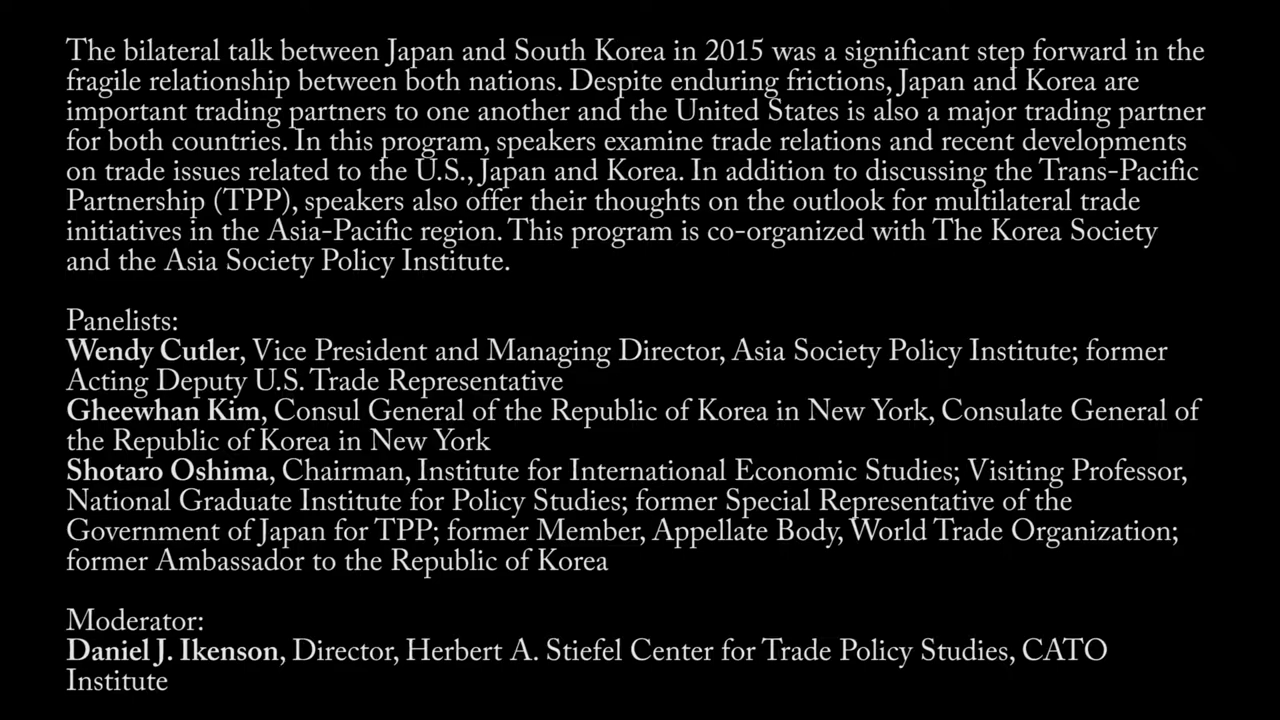 The bilateral talk between Japan and South Korea in 2015 was a significant step forward in the
fragile relationship between both nations. Despite enduring frictions, Japan and Korea are
important trading partners to one another and the United States is also a major trading partner
for both countries. In this program, speakers examine trade relations and recent developments
on trade issues related to the U.S., Japan and Korea. In addition to discussing the Trans-Pacific
Partnership (TPP), speakers also offer their thoughts on the outlook for multilateral trade
initiatives in the Asia-Pacific region. This program is co-organized with The Korea Society
and the Asia Society Policy Institute.
Panelists:
Wendy Cutler, Vice President and Managing Director, Asia Society Policy Institute; former
Acting Deputy U.S. Trade Representative
Gheewhan Kim, Consul General of the Republic of Korea in New York, Consulate General of
the Republic of Korea in New York
Shotaro Oshima, Chairman, Institute for International Economic Studies; Visiting Professor,
National Graduate Institute for Policy Studies; former Special Representative of the
Government of Japan for TPP; former Member, Appellate Body, World Trade Organization;
former Ambassador to the Republic of Korea
Moderator:
Daniel J. Ikenson, Director, Herbert A. Stiefel Center for Trade Policy Studies, CATO
Institute